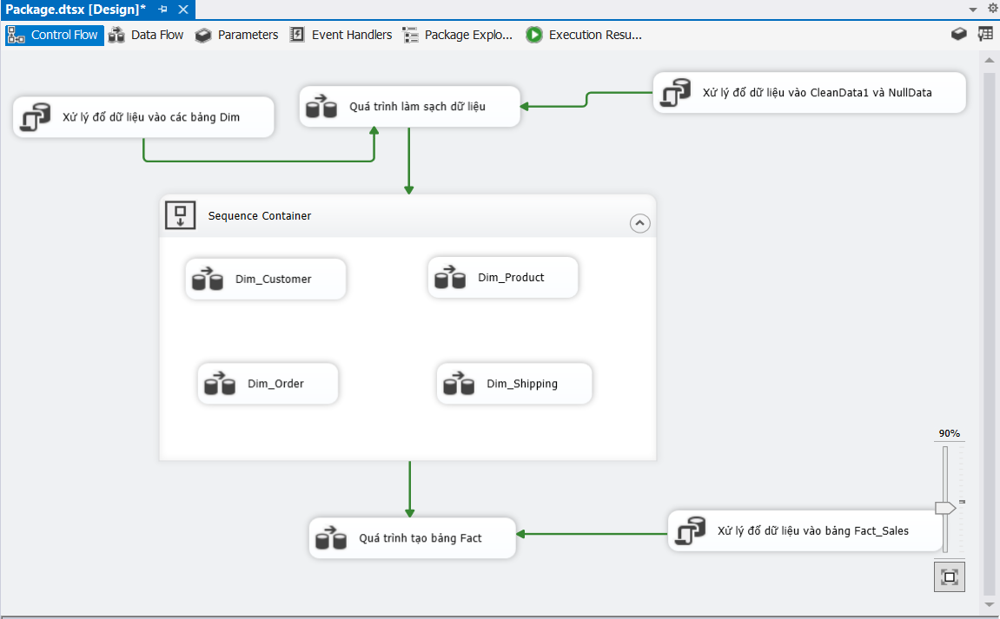 Package.dtsx [Design]*
Control Flow
Data Flow
Parameters
Event Handlers
Package Explo...
Execution Resu...
Xử lý đổ dữ liệu vào các bảng Dim
Quá trình làm sạch dữ liệu
Xử lý đổ dữ liệu vào CleanData1 và NullData
Sequence Container
Dim_Customer
Dim_Product
Dim_Order
Dim_Shipping
90%
Quá trình tạo bảng Fact
Xử lý đổ dữ liệu vào bảng Fact_Sales